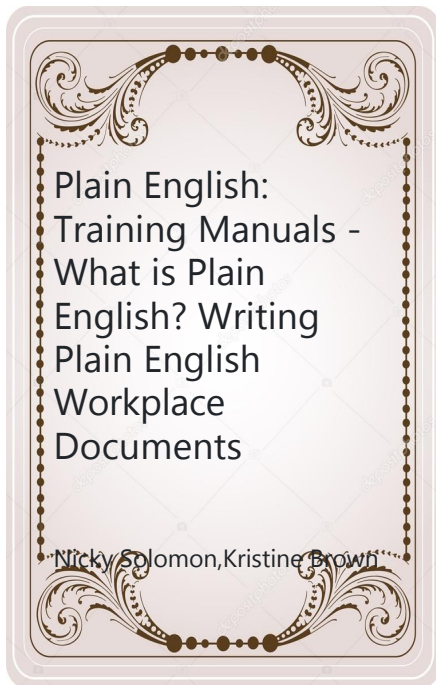 Plain English:
Training Manuals -
What is Plain
English? Writing
Plain English
Workplace
Documents
Nicky Solomon,Kristine Brown